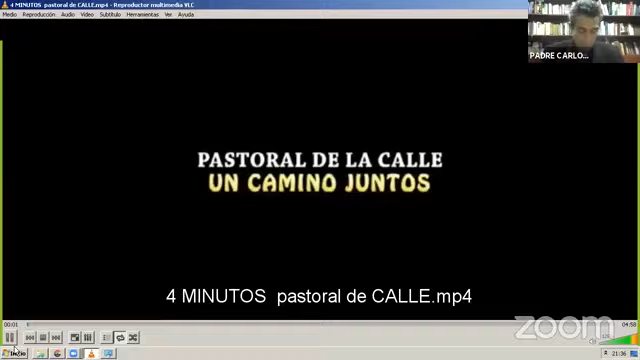 4 MINUTOS  pastoral de CALLE.mp4 - Reproductor multimedia VLC
Medio Reproducción Audio Vídeo Subtítulo Herramientas Ver Ayuda
PADRE CARLO...
PASTORAL DE LA CALLE
UN CAMINO JUNTOS
4 MINUTOS  pastoral de CALLE.mp4
00:01
04:58
zoom
Inicio
21:06